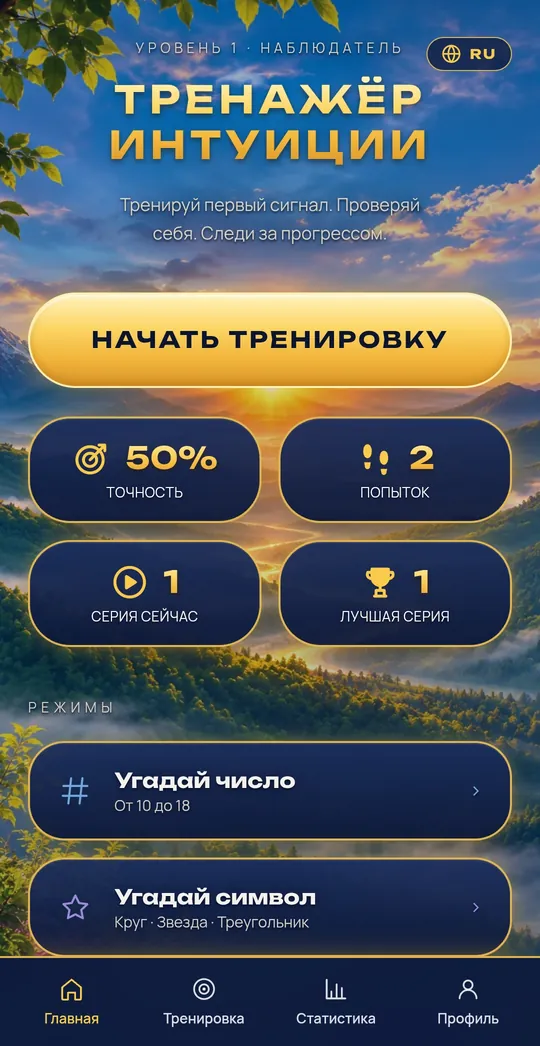 УРОВЕНЬ 1 · НАБЛЮДАТЕЛЬ
RU
ТРЕНАЖЁР
ИНТУИЦИИ
Тренируй первый сигнал. Проверяй
себя. Следи за прогрессом.
НАЧАТЬ ТРЕНИРОВКУ
50%
ТОЧНОСТЬ
2
ПОПЫТОК
1
СЕРИЯ СЕЙЧАС
1
ЛУЧШАЯ СЕРИЯ
РЕЖИМЫ
Угадай число
От 10 до 18
Угадай символ
Круг · Звезда · Треугольник
Главная
Тренировка
Статистика
Профиль